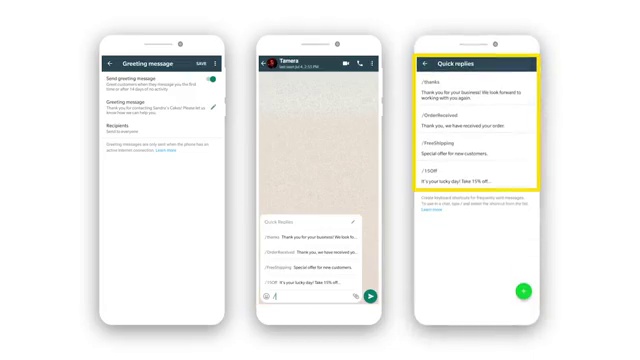 Greeting message
SAVE
Send greeting message
Great customers when they message you the first
time or after 14 days of no activity
Greeting message
Thank you for contacting Sandra's Cakes! Please let us
know how we can help you.
Recipients
Send to everyone
Greeting messages are only sent when the phone has an
active internet connection. Learn more
Tamera
last seen Jul 4, 2:53 PM
Quick Replies
/thanks Thank you for your business! We look fo...
/OrderReceived Thank you, we have received yo...
/FreeShipping Special offer for new customers.
/15Off It's your lucky day! Take 15% off...
/
Quick replies
/thanks
Thank you for your business! We look forward to
working with you again.
/OrderReceived
Thank you, we have received your order.
/FreeShipping
Special offer for new customers.
/15Off
It's your lucky day! Take 15% off...
Create keyboard shortcuts for frequently sent messages.
To use in a chat, type / and select the shortcut from the list.
Learn more